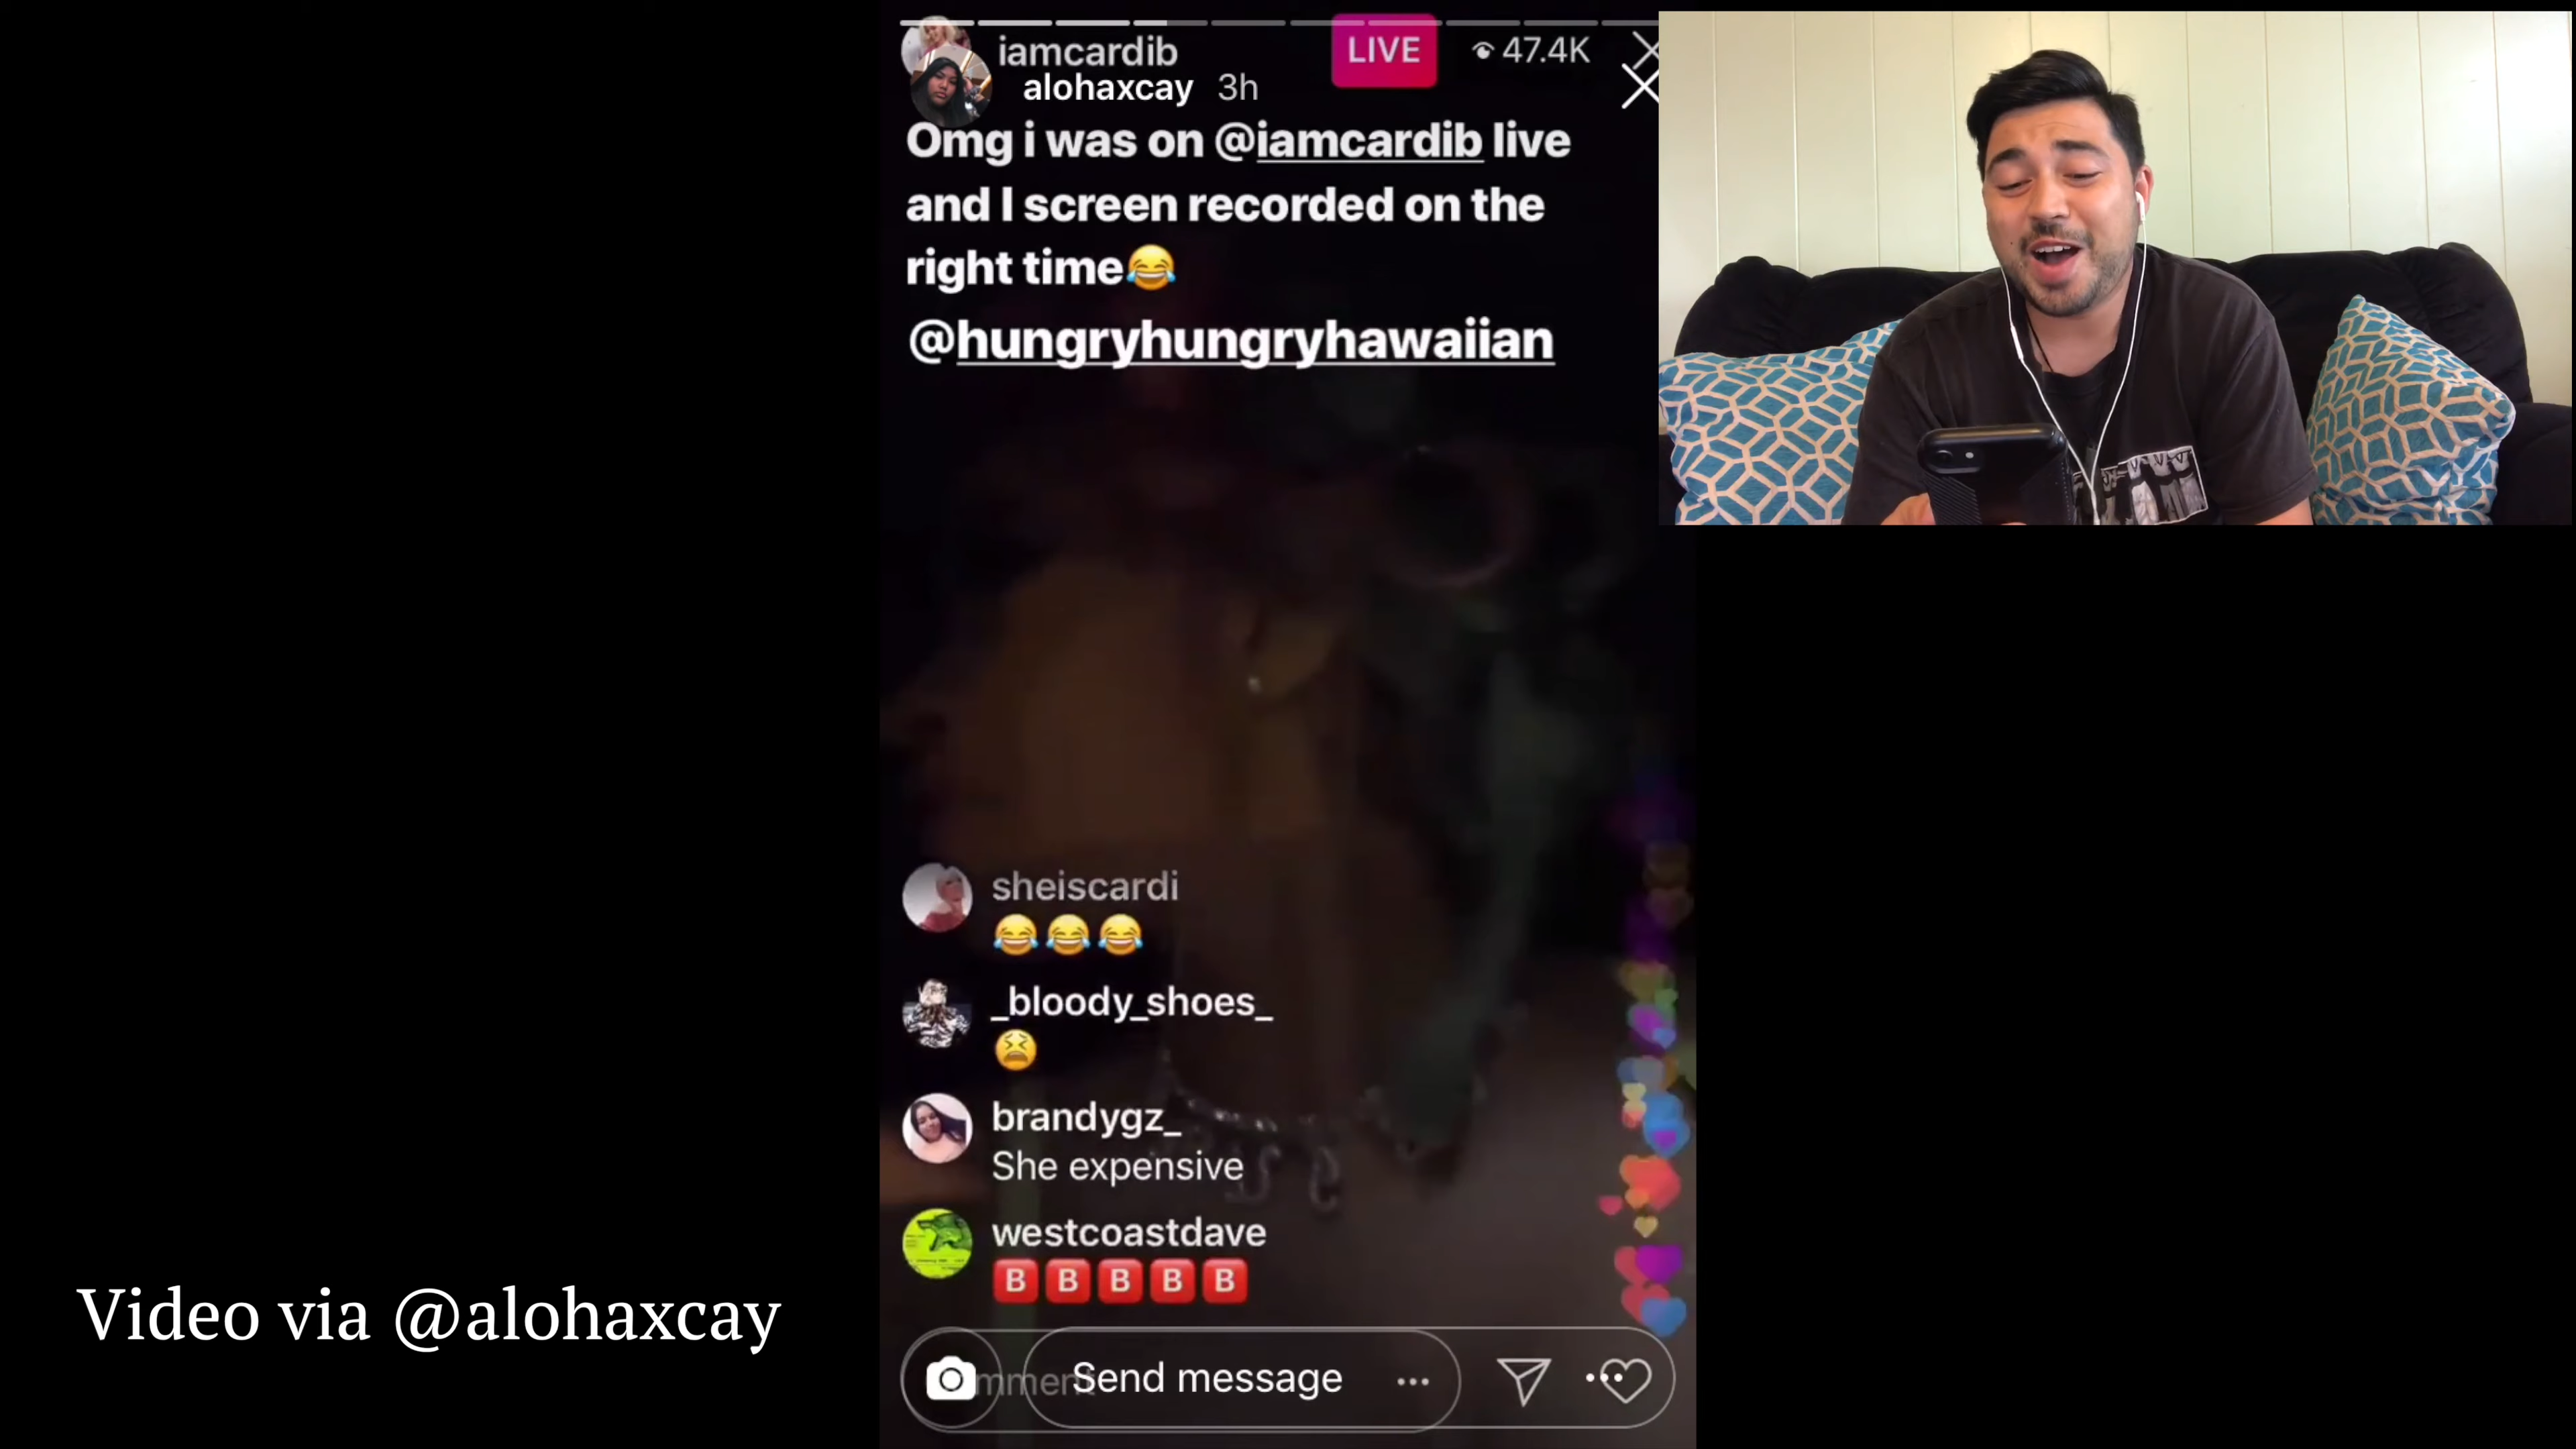 iamcardib
LIVE
47.4K
alohaxcay 3h
Omg i was on @iamcardib live
and I screen recorded on the
right time😂
@hungryhungryhawaiian
sheiscardi
😂😂😂
_bloody_shoes_
😫
brandygz_
She expensive
westcoastdave
🅱🅱🅱🅱🅱
Send message
Video via @alohaxcay